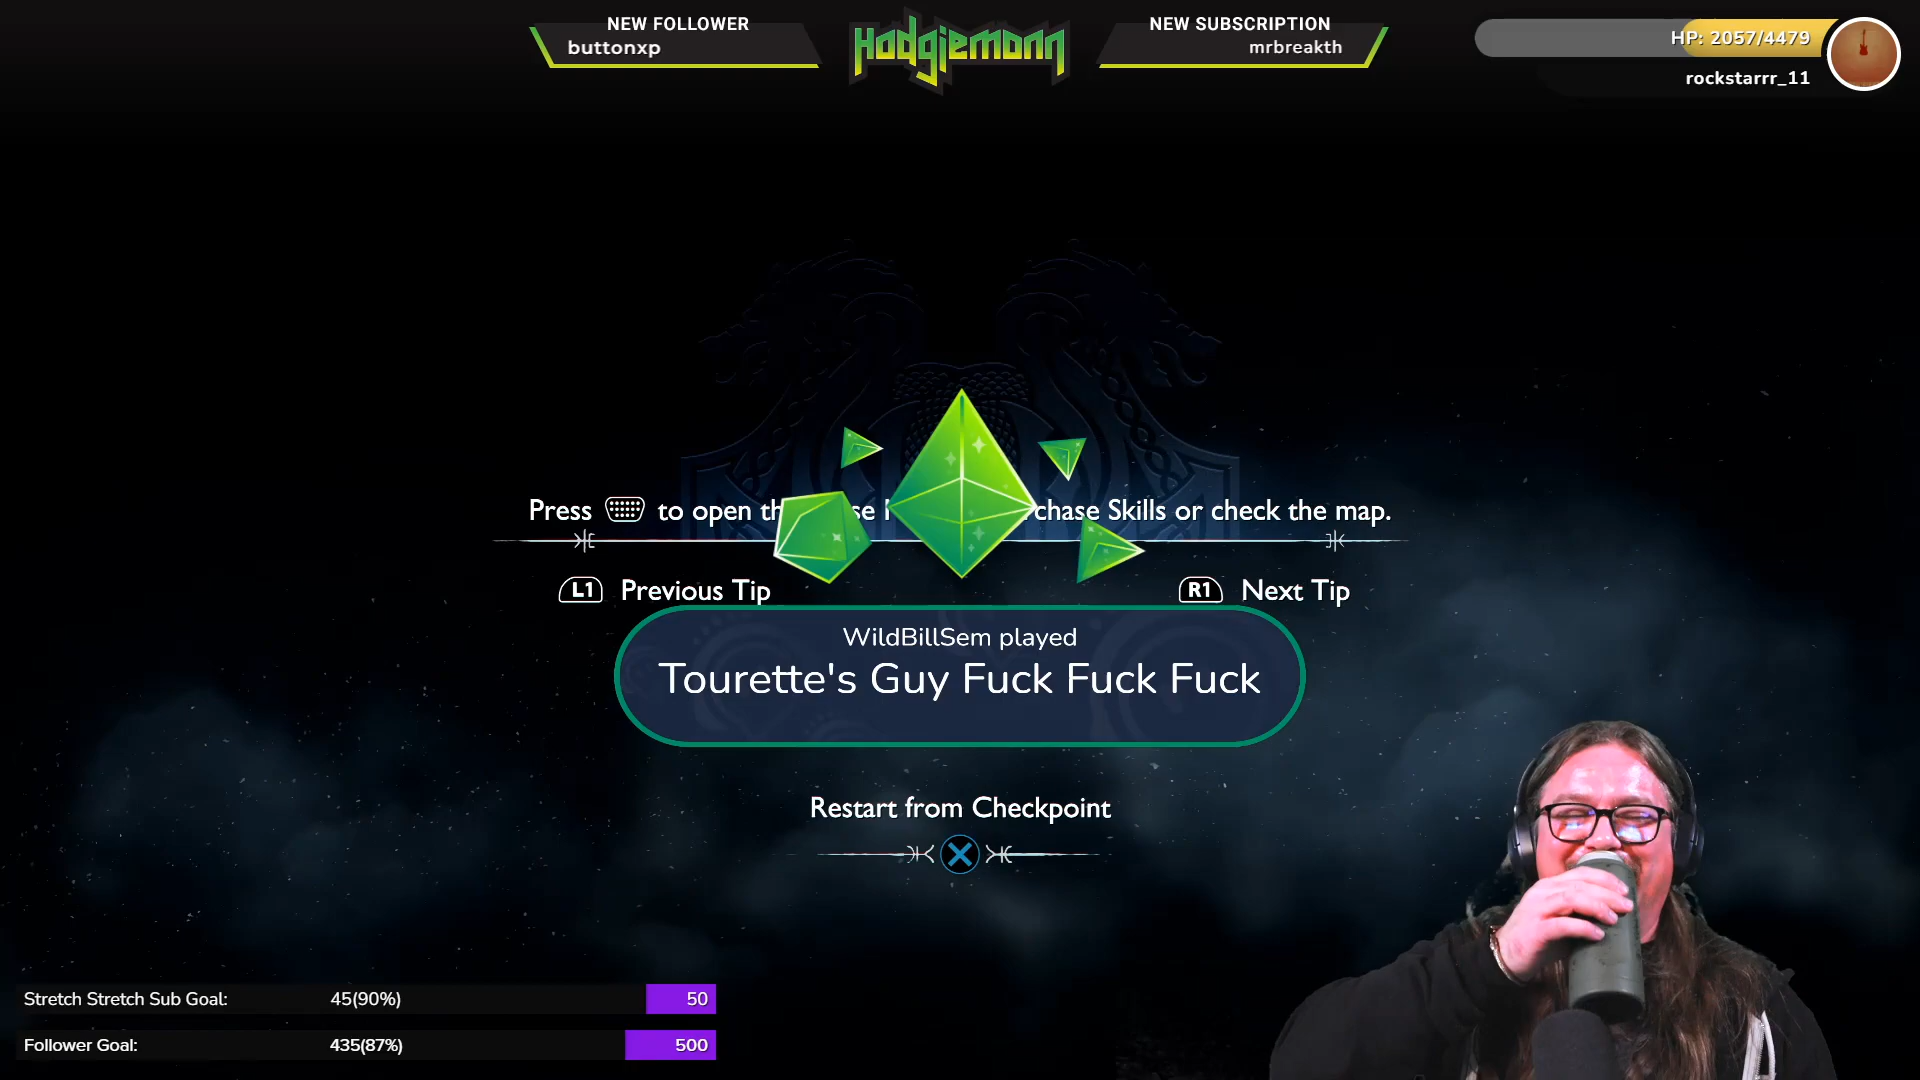 NEW FOLLOWER
buttonxp
Hodgiemann
NEW SUBSCRIPTION
mrbreakth
HP: 2057/4479
rockstarrr_11
Press to open th se chase Skills or check the map.
L1 Previous Tip
R1 Next Tip
WildBillSem played
Tourette's Guy Fuck Fuck Fuck
Restart from Checkpoint
Stretch Stretch Sub Goal: 45(90%) 50
Follower Goal: 435(87%) 500